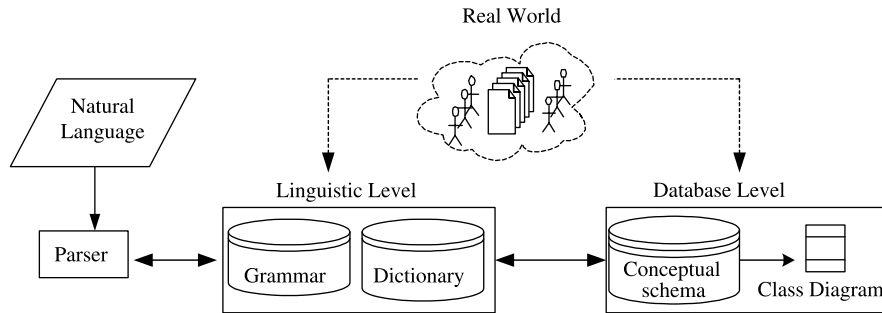 Real World
Natural
Language
Linguistic Level
Database Level
Parser
Grammar
Dictionary
Conceptual
schema
Class Diagram